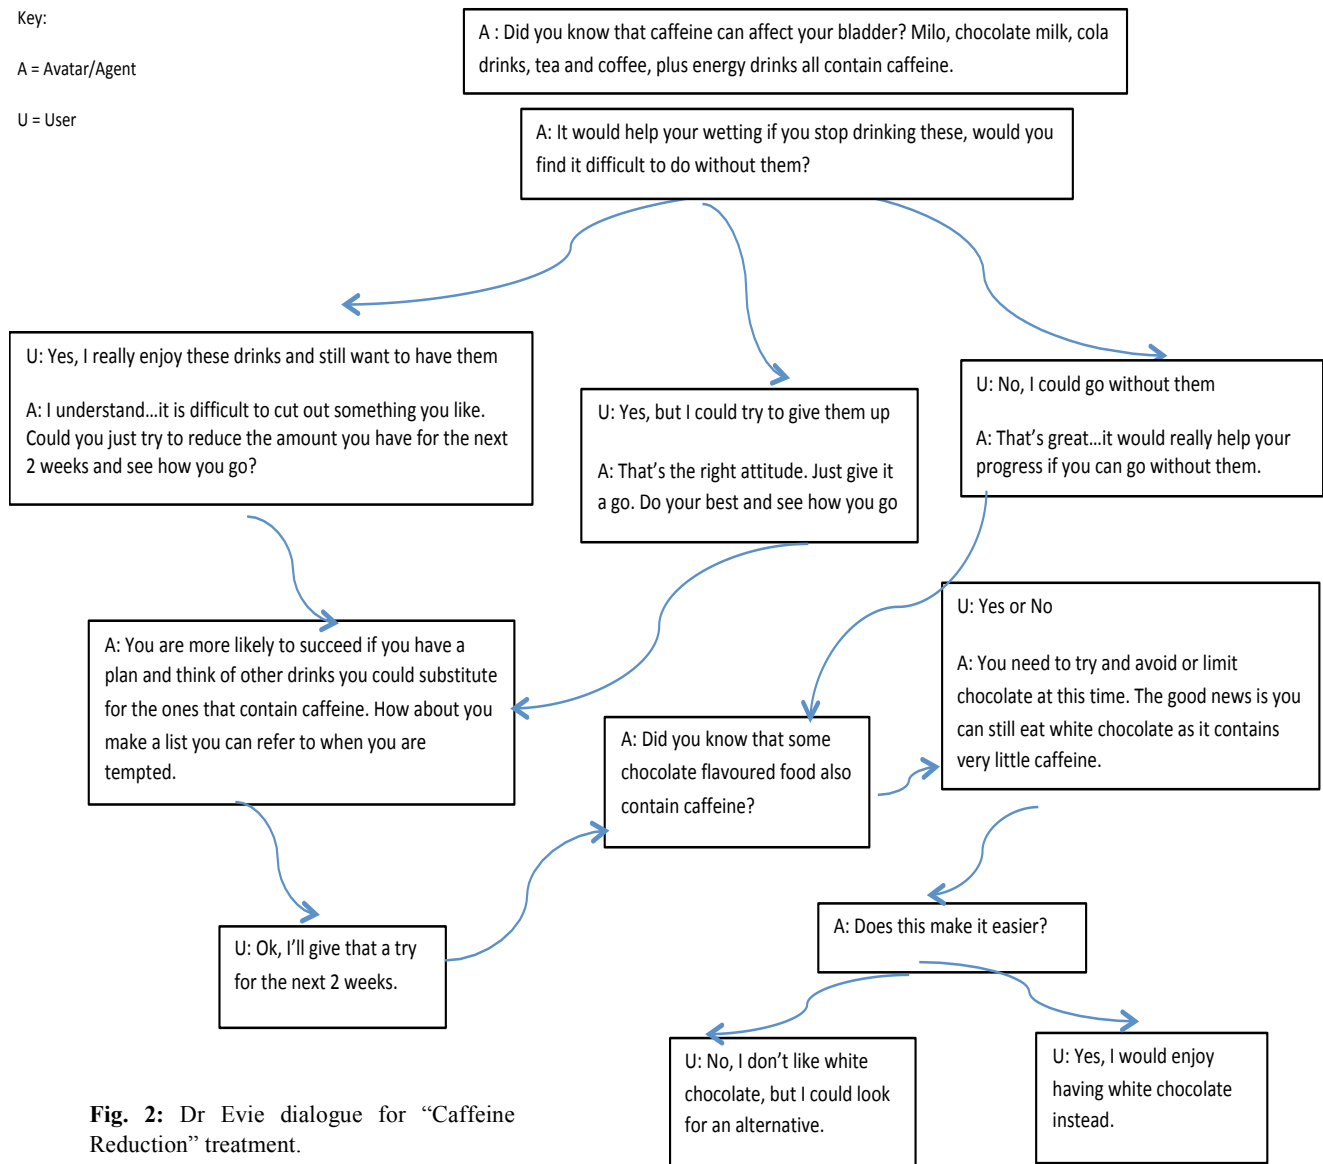 Key:
A = Avatar/Agent
U = User
A : Did you know that caffeine can affect your bladder? Milo, chocolate milk, cola
drinks, tea and coffee, plus energy drinks all contain caffeine.
A: It would help your wetting if you stop drinking these, would you
find it difficult to do without them?
U: Yes, I really enjoy these drinks and still want to have them
A: I understand...it is difficult to cut out something you like.
Could you just try to reduce the amount you have for the next
2 weeks and see how you go?
U: Yes, but I could try to give them up
A: That's the right attitude. Just give it
a go. Do your best and see how you go
U: No, I could go without them
A: That's great...it would really help your
progress if you can go without them.
A: You are more likely to succeed if you have a
plan and think of other drinks you could substitute
for the ones that contain caffeine. How about you
make a list you can refer to when you are
tempted.
U: Yes or No
A: You need to try and avoid or limit
chocolate at this time. The good news is you
can still eat white chocolate as it contains
very little caffeine.
A: Did you know that some
chocolate flavoured food also
contain caffeine?
U: Ok, I'll give that a try
for the next 2 weeks.
A: Does this make it easier?
U: No, I don't like white
chocolate, but I could look
for an alternative.
U: Yes, I would enjoy
having white chocolate
instead.
Fig. 2: Dr Evie dialogue for “Caffeine
Reduction” treatment.